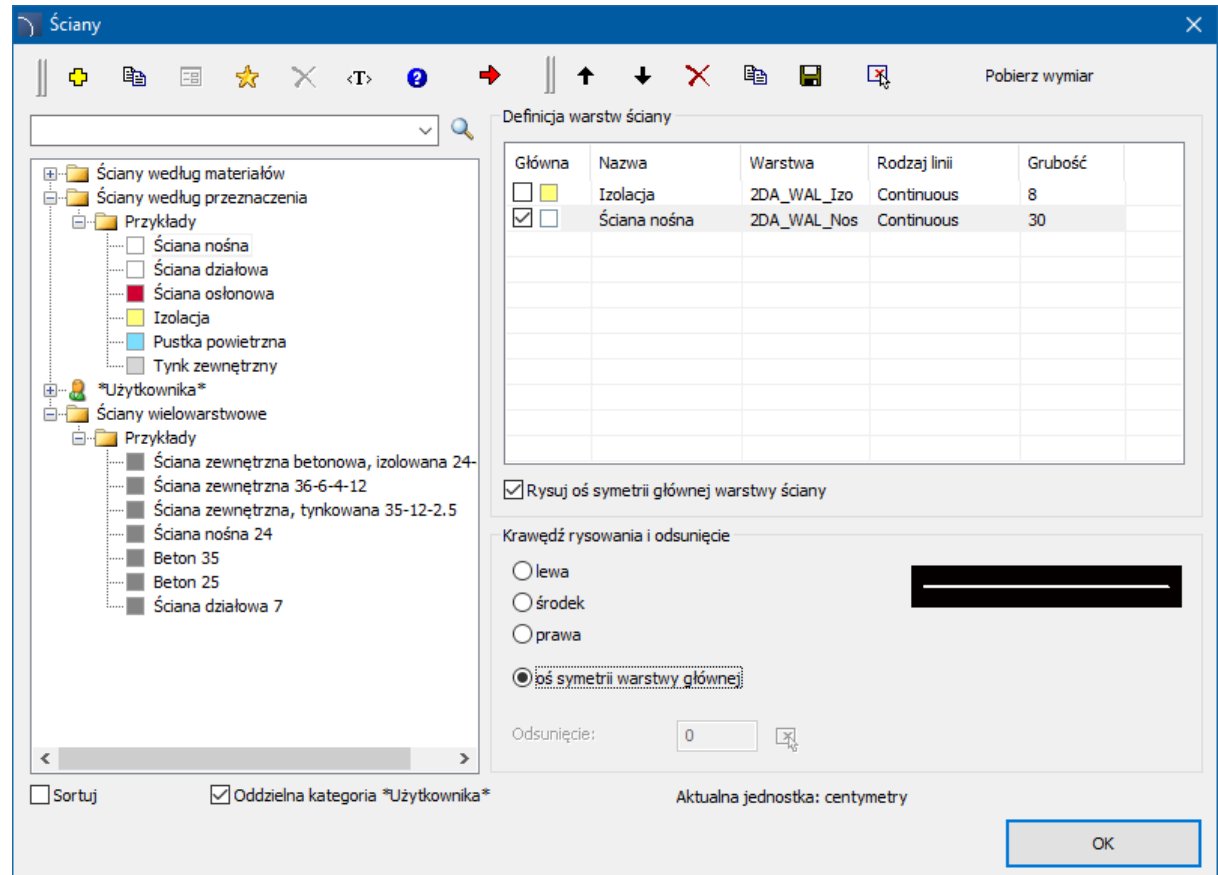 Ściany
<T>
?
Pobierz wymiar
Ściany według materiałów
Ściany według przeznaczenia
Przykłady
Ściana nośna
Ściana działowa
Ściana osłonowa
Izolacja
Pustka powietrzna
Tynk zewnętrzny
*Użytkownika*
Ściany wielowarstwowe
Przykłady
Ściana zewnętrzna betonowa, izolowana 24-
Ściana zewnętrzna 36-6-4-12
Ściana zewnętrzna, tynkowana 35-12-2.5
Ściana nośna 24
Beton 35
Beton 25
Ściana działowa 7
Sortuj
Oddzielna kategoria *Użytkownika*
Definicja warstw ściany
Główna Nazwa Warstwa Rodzaj linii Grubość
Izolacja 2DA_WAL_Izo Continuous 8
Ściana nośna 2DA_WAL_Nos Continuous 30
Rysuj oś symetrii głównej warstwy ściany
Krawędź rysowania i odsunięcie
lewa
środek
prawa
oś symetrii warstwy głównej
Odsunięcie: 0
Aktualna jednostka: centymetry
OK